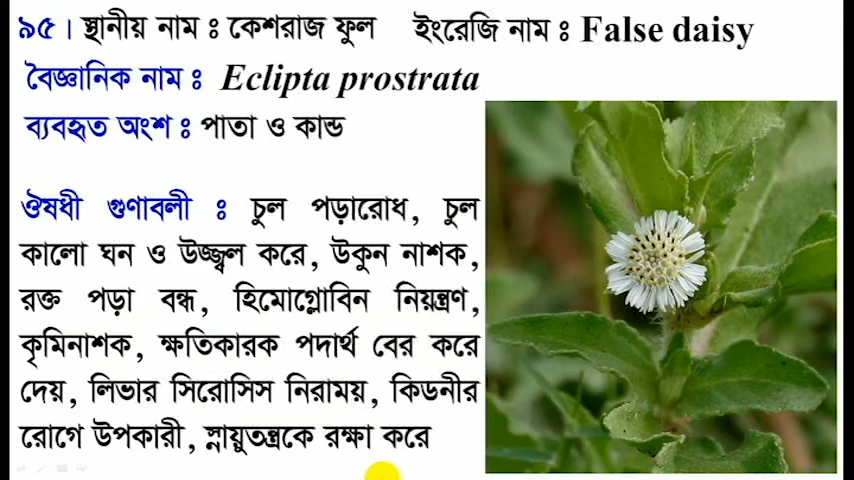 ৯৫। স্থানীয় নাম : কেশরাজ ফুল ইংরেজি নাম : False daisy
বৈজ্ঞানিক নাম : Eclipta prostrata
ব্যবহৃত অংশ : পাতা ও কান্ড
ঔষধী গুণাবলী : চুল পড়ারোধ, চুল
কালো ঘন ও উজ্জ্বল করে, উকুন নাশক,
রক্ত পড়া বন্ধ, হিমোগ্লোবিন নিয়ন্ত্রণ,
কৃমিনাশক, ক্ষতিকারক পদার্থ বের করে
দেয়, লিভার সিরোসিস নিরাময়, কিডনীর
রোগে উপকারী, স্নায়ুতন্ত্রকে রক্ষা করে